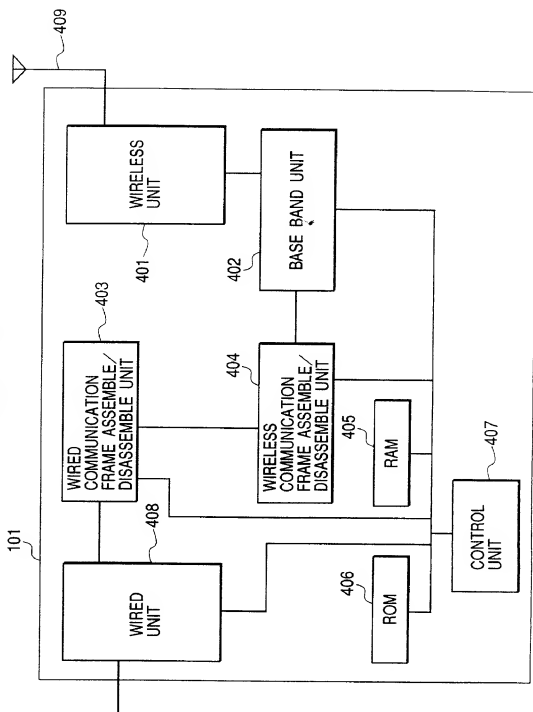 101
409
WIRED
UNIT
408
WIRED
COMMUNICATION
FRAME ASSEMBLE/
DISASSEMBLE UNIT
403
WIRELESS
UNIT
401
404
WIRELESS COMMUNICATION
FRAME ASSEMBLE/
DISASSEMBLE UNIT
402
BASE BAND UNIT
406
ROM
405
RAM
407
CONTROL
UNIT